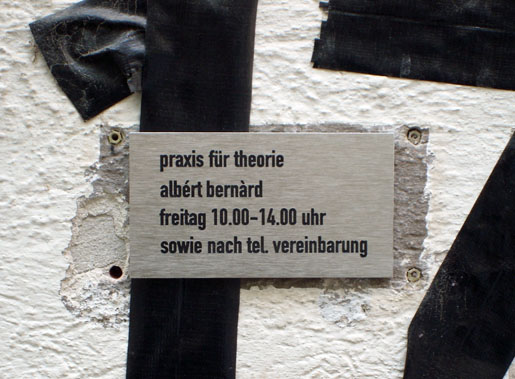 praxis für theorie
albért bernàrd
freitag 10.00-14.00 uhr
sowie nach tel. vereinbarung